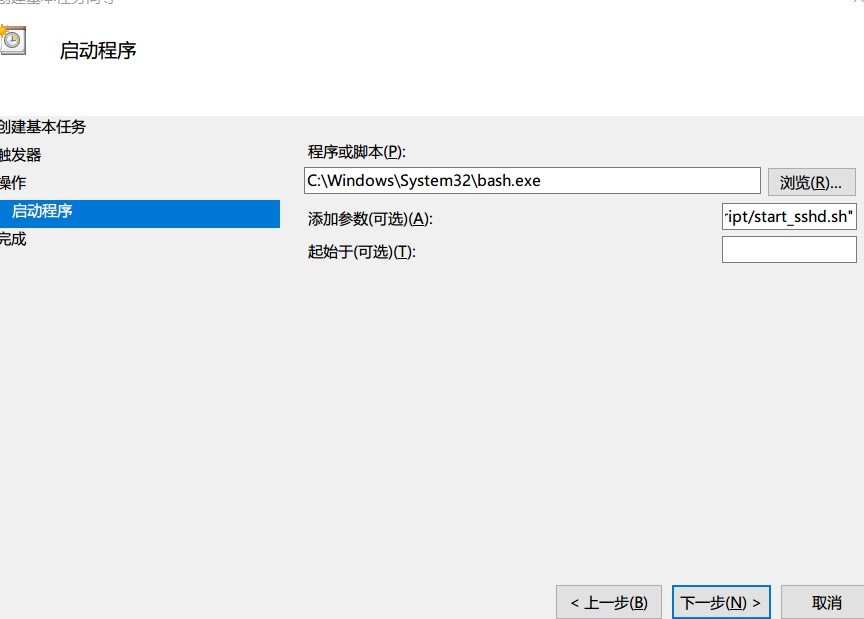 启动程序
创建基本任务
触发器
操作
启动程序
完成
程序或脚本(P):
C:\Windows\System32\bash.exe
浏览(R)...
添加参数(可选)(A):
ript/start_sshd.sh"
起始于(可选)(T):
< 上一步(B)
下一步(N) >
取消